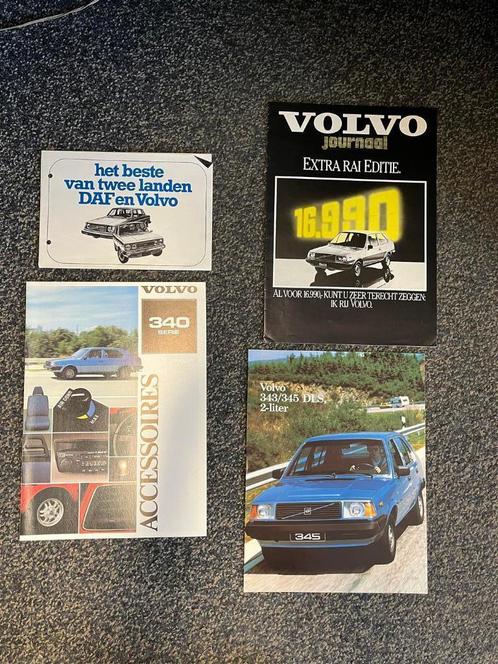 het beste
van twee landen
DAF en Volvo
VOLVO
journaal
EXTRA RAI EDITIE.
16.990
AL VOOR 16.990,- KUNT U ZEER TERECHT ZEGGEN:
IK RIJ VOLVO.
VOLVO
340
SERIE
ACCESSOIRES
Volvo
343/345 DLS,
2-liter
345